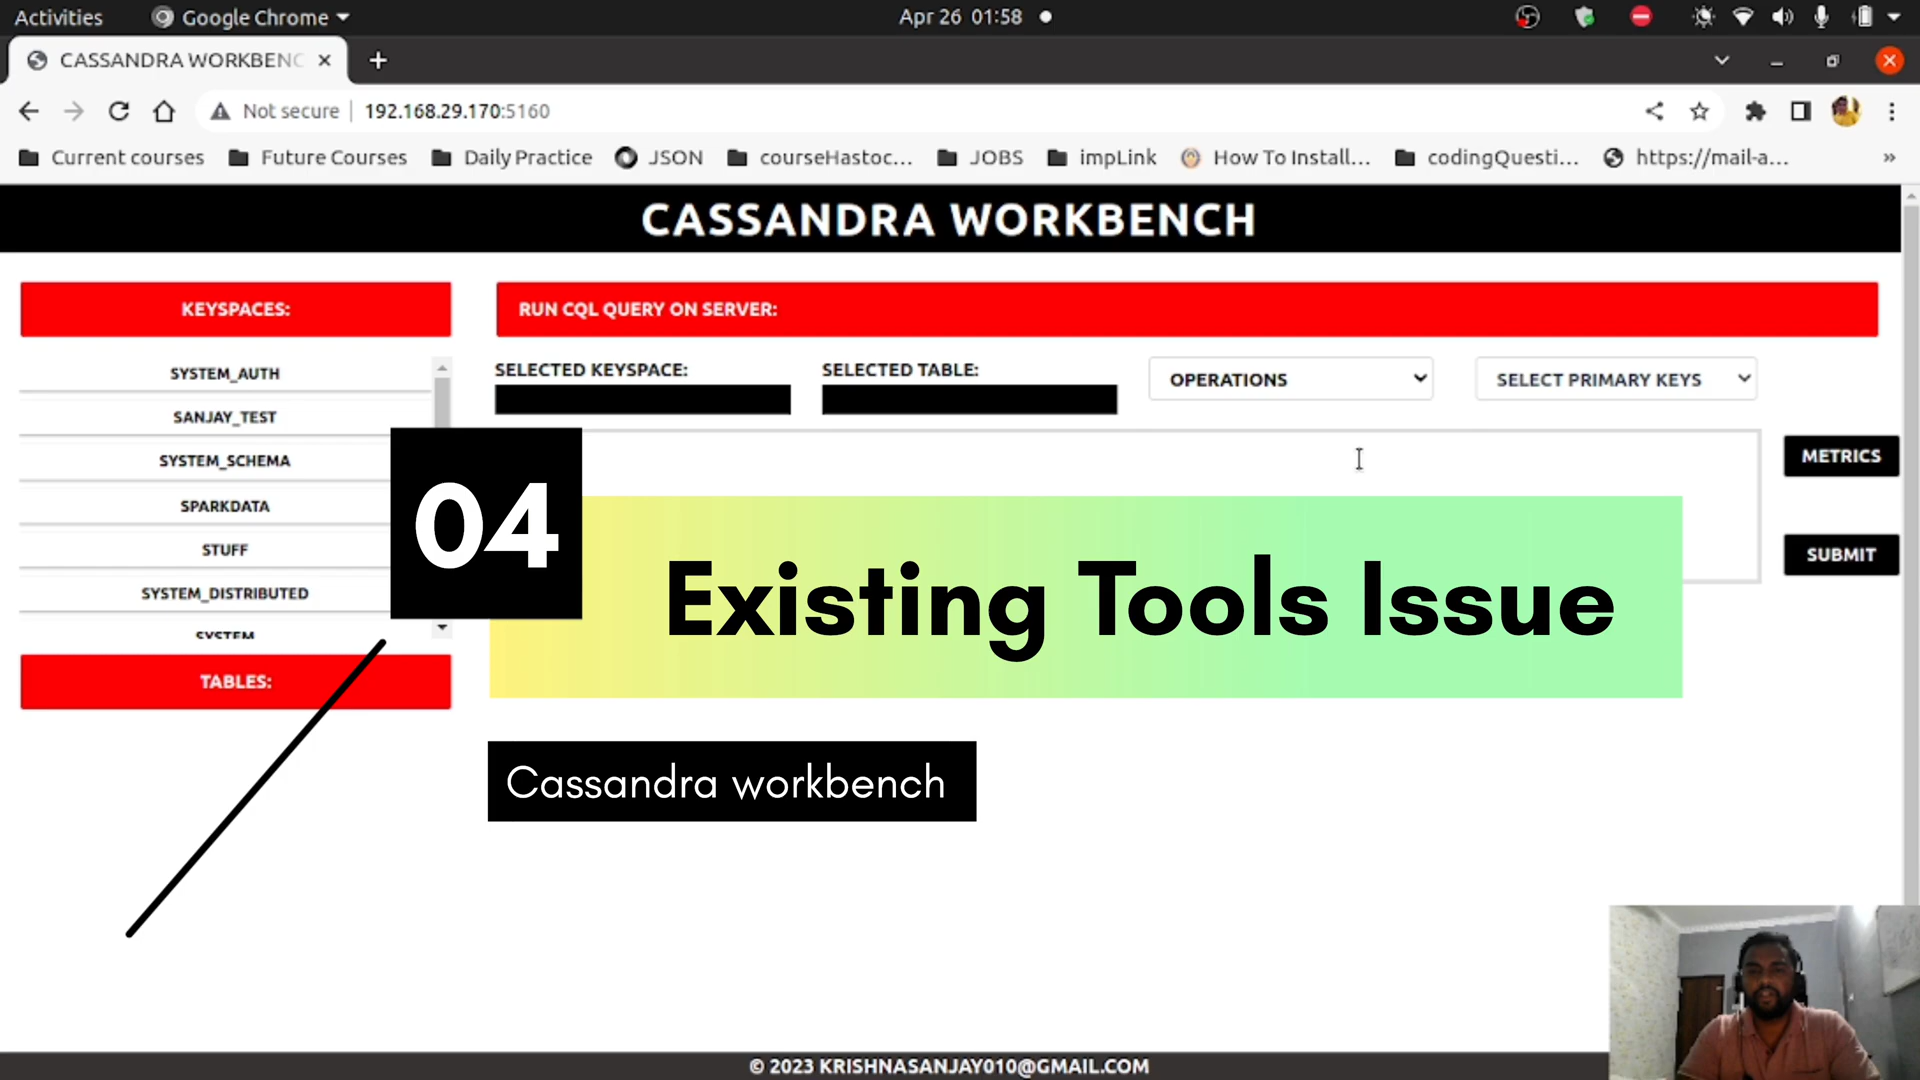 Activities
Google Chrome
Apr 26 01:58
CASSANDRA WORKBENC
Not secure
192.168.29.170:5160
Current courses
Future Courses
Daily Practice
JSON
courseHastoc...
JOBS
impLink
How To Install...
codingQuesti...
https://mail-a...
»
CASSANDRA WORKBENCH
KEYSPACES:
RUN CQL QUERY ON SERVER:
SYSTEM_AUTH
SANJAY_TEST
SYSTEM_SCHEMA
SPARKDATA
STUFF
SYSTEM_DISTRIBUTED
SYSTEM
TABLES:
SELECTED KEYSPACE:
SELECTED TABLE:
OPERATIONS
SELECT PRIMARY KEYS
METRICS
SUBMIT
04
Existing Tools Issue
Cassandra workbench
© 2023 KRISHNASANJAY010@GMAIL.COM